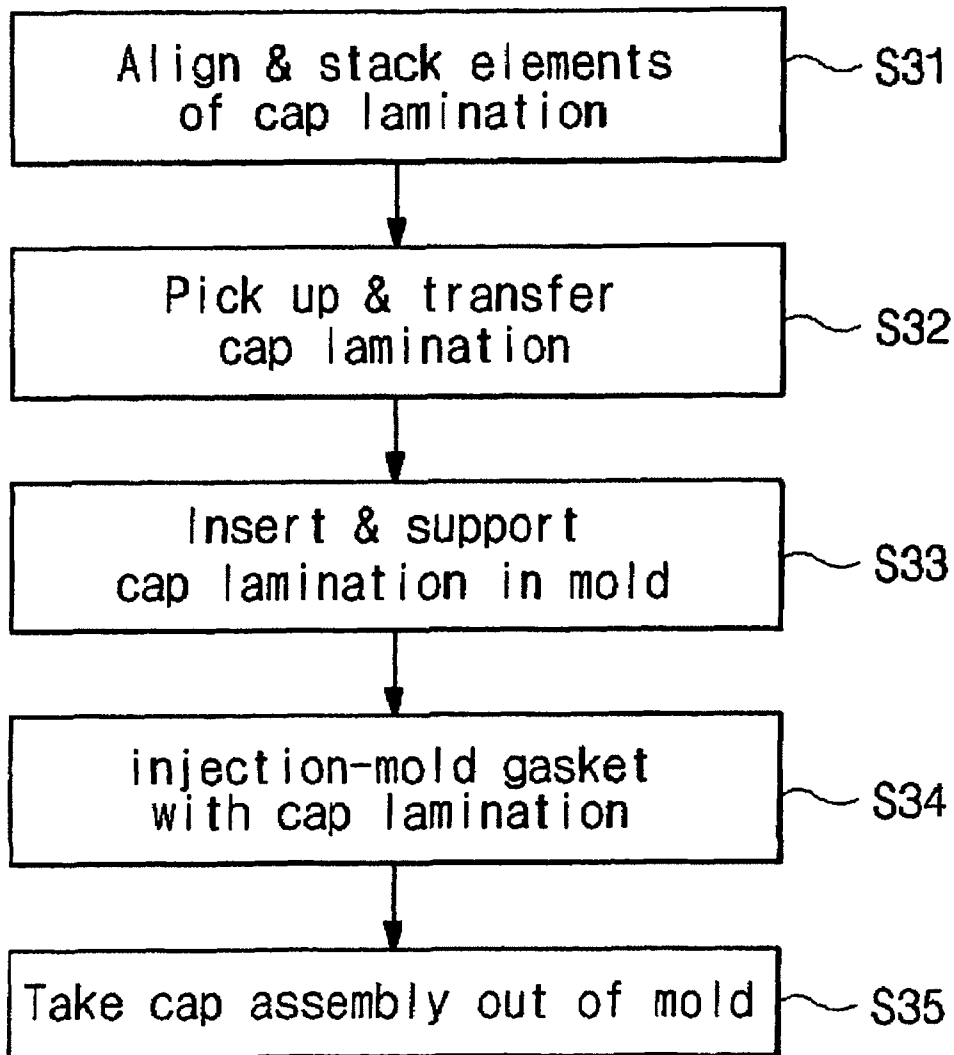 Align & stack elements
of cap lamination
S31
Pick up & transfer
cap lamination
S32
Insert & support
cap lamination in mold
S33
injection-mold gasket
with cap lamination
S34
Take cap assembly out of mold
S35